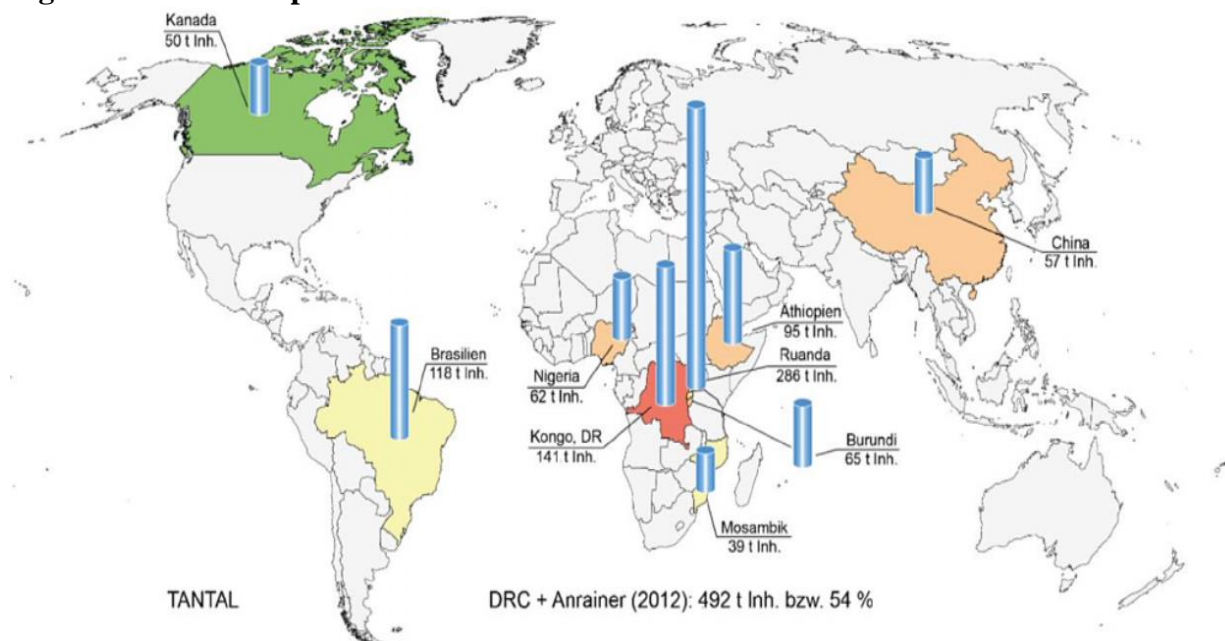 Kanada
50 t Inh.
China
57 t Inh.
Äthiopien
95 t Inh.
Brasilien
118 t Inh.
Nigeria
62 t Inh.
Ruanda
286 t Inh.
Kongo, DR
141 t Inh.
Burundi
65 t Inh.
Mosambik
39 t Inh.
TANTAL
DRC + Anrainer (2012): 492 t Inh. bzw. 54 %